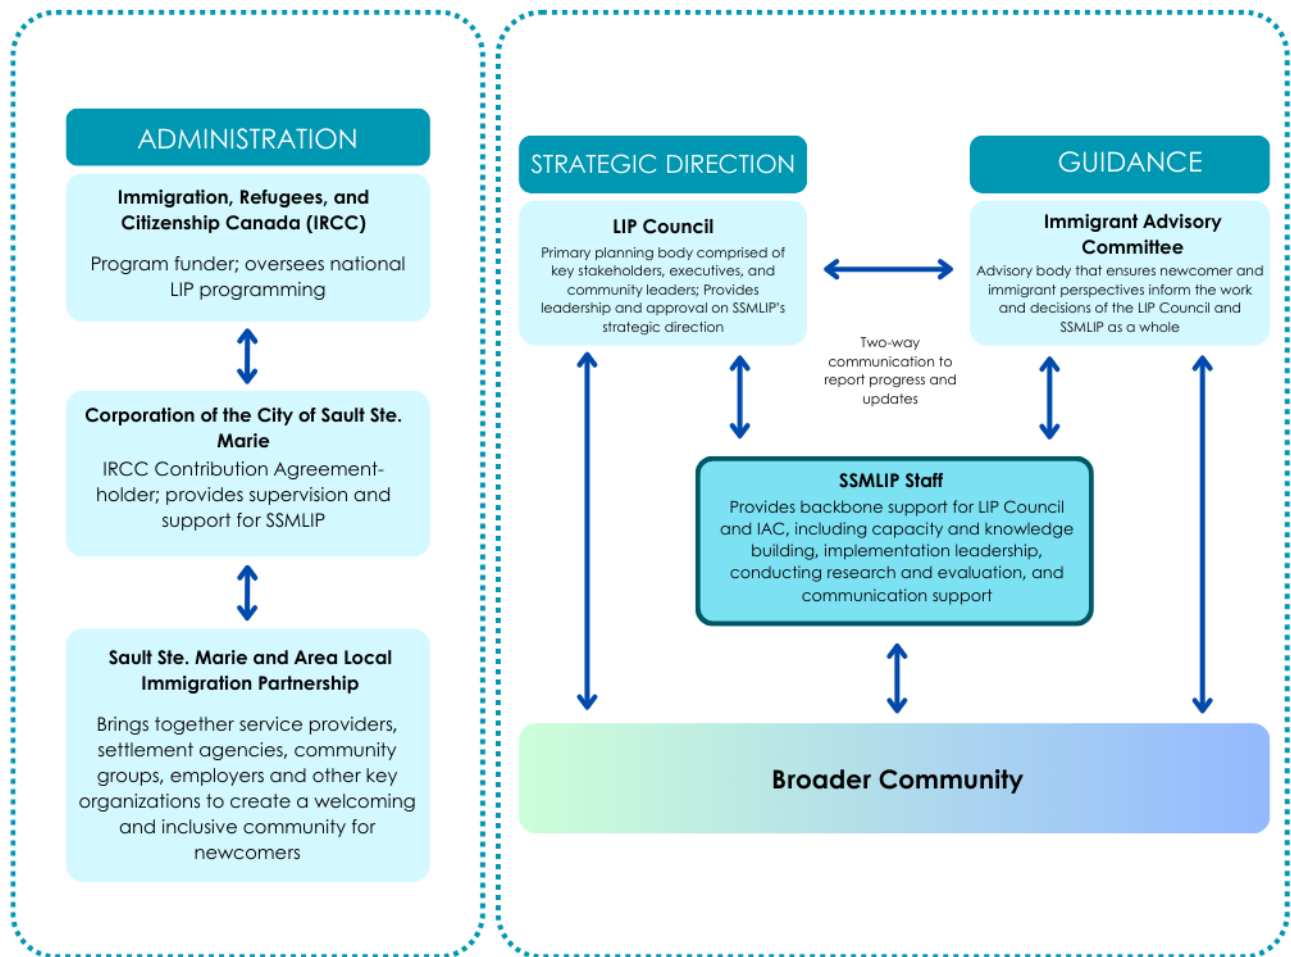 ADMINISTRATION
Immigration, Refugees, and
Citizenship Canada (IRCC)
Program funder; oversees national
LIP programming
Corporation of the City of Sault Ste.
Marie
IRCC Contribution Agreement-
holder; provides supervision and
support for SSMLIP
Sault Ste. Marie and Area Local
Immigration Partnership
Brings together service providers,
settlement agencies, community
groups, employers and other key
organizations to create a welcoming
and inclusive community for
newcomers
STRATEGIC DIRECTION
LIP Council
Primary planning body comprised of
key stakeholders, executives, and
community leaders; Provides
leadership and approval on SSMLIP's
strategic direction
GUIDANCE
Immigrant Advisory
Committee
Advisory body that ensures newcomer and
immigrant perspectives inform the work
and decisions of the LIP Council and
SSMLIP as a whole
Two-way
communication to
report progress and
updates
SSMLIP Staff
Provides backbone support for LIP Council
and IAC, including capacity and knowledge
building, implementation leadership,
conducting research and evaluation, and
communication support
Broader Community